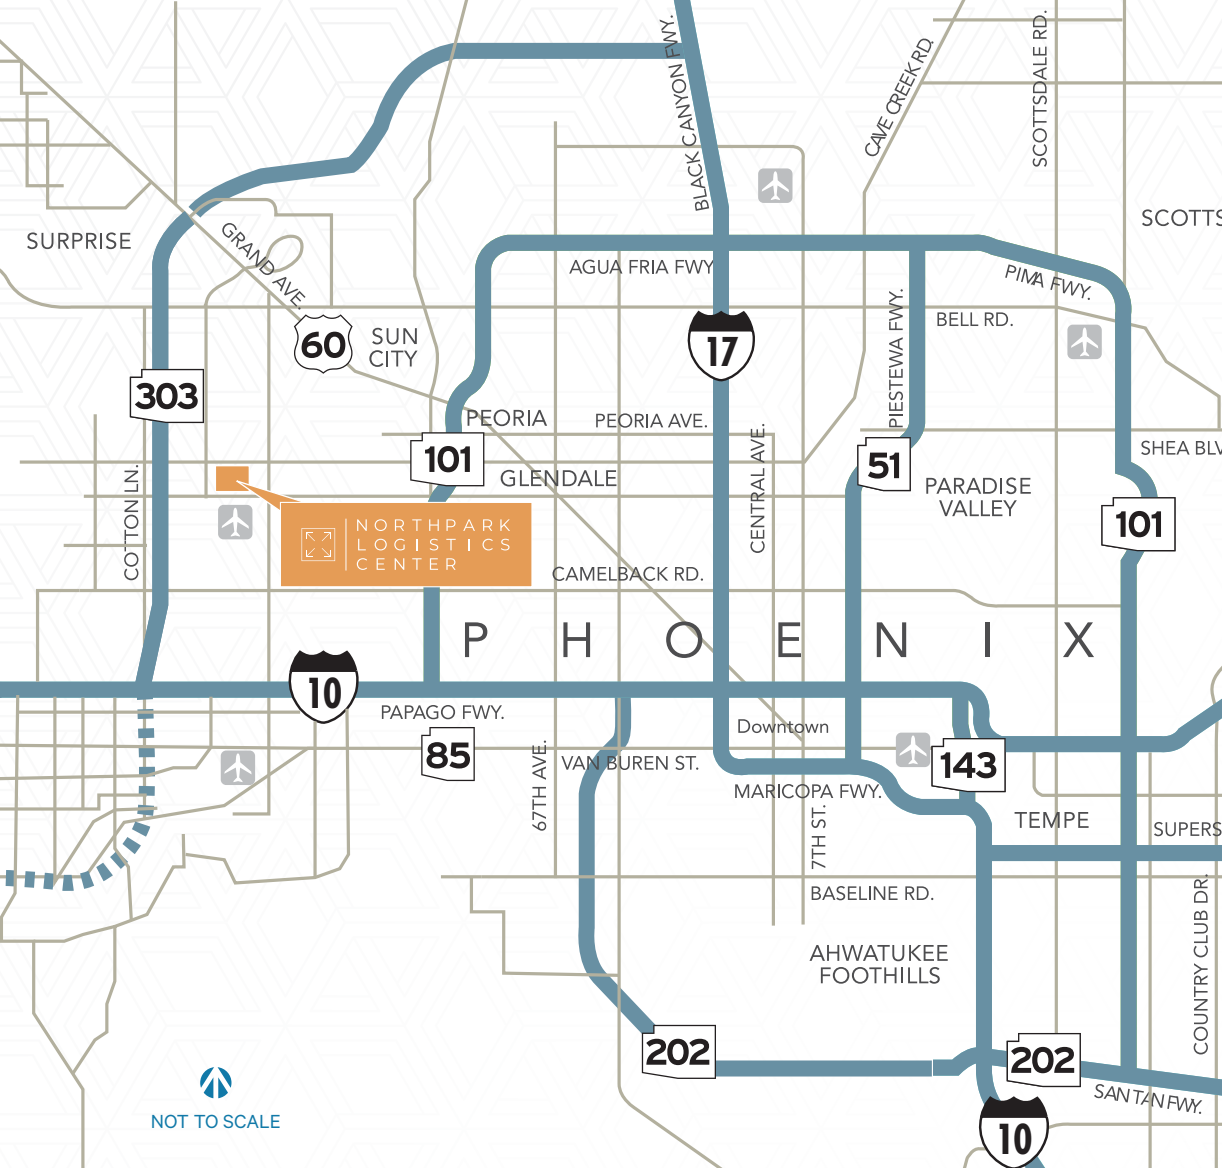 BLACK CANYON FWY.
CAVE CREEK RD.
SCOTTSDALE RD.
SURPRISE
GRAND AVE.
SCOTTS
AGUA FRIA FWY
PIMA FWY.
60
SUN
CITY
17
PIESTEWA FWY.
BELL RD.
303
PEORIA
PEORIA AVE.
101
GLENDALE
CENTRAL AVE.
51
SHEA BLV
PARADISE
VALLEY
101
COTTON LN.
NORTHPARK
LOGISTICS
CENTER
CAMELBACK RD.
PHOENIX
10
PAPAGO FWY.
85
Downtown
67TH AVE.
VAN BUREN ST.
143
MARICOPA FWY.
7TH ST.
TEMPE
SUPERS
BASELINE RD.
COUNTRY CLUB DR.
AHWATUKEE
FOOTHILLS
202
202
SANTAN FWY.
10
NOT TO SCALE